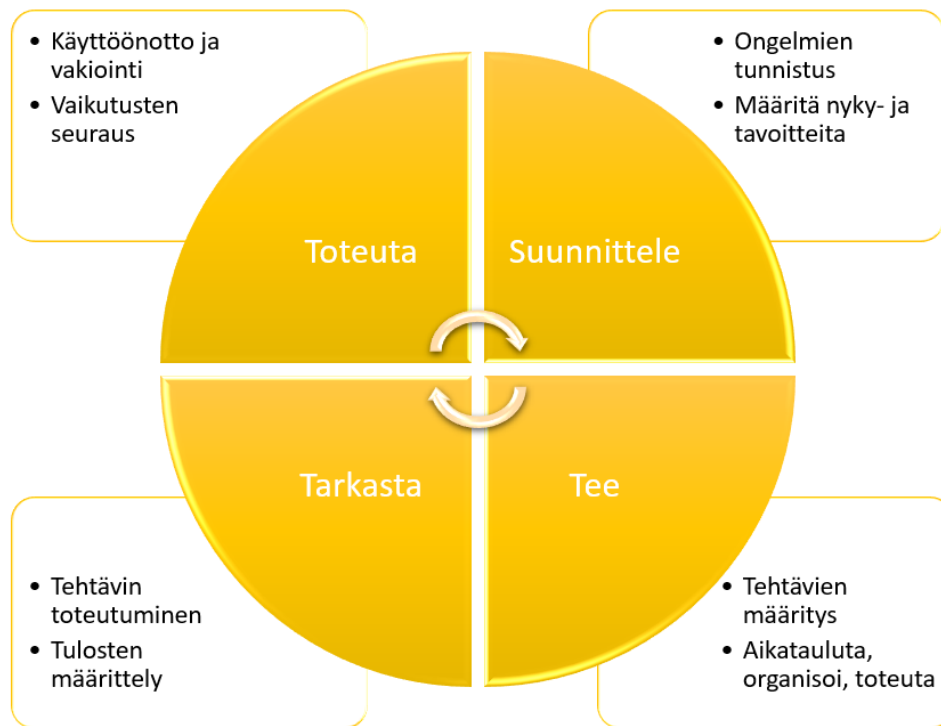 • Käyttöönotto ja
vakiointi
• Vaikutusten
seuraus
• Ongelmien
tunnistus
• Määritä nyky- ja
tavoitteita
Toteuta
Suunnittele
Tarkasta
Tee
• Tehtävin
toteutuminen
• Tulosten
määrittely
• Tehtävien
määritys
• Aikatauluta,
organisoi, toteuta